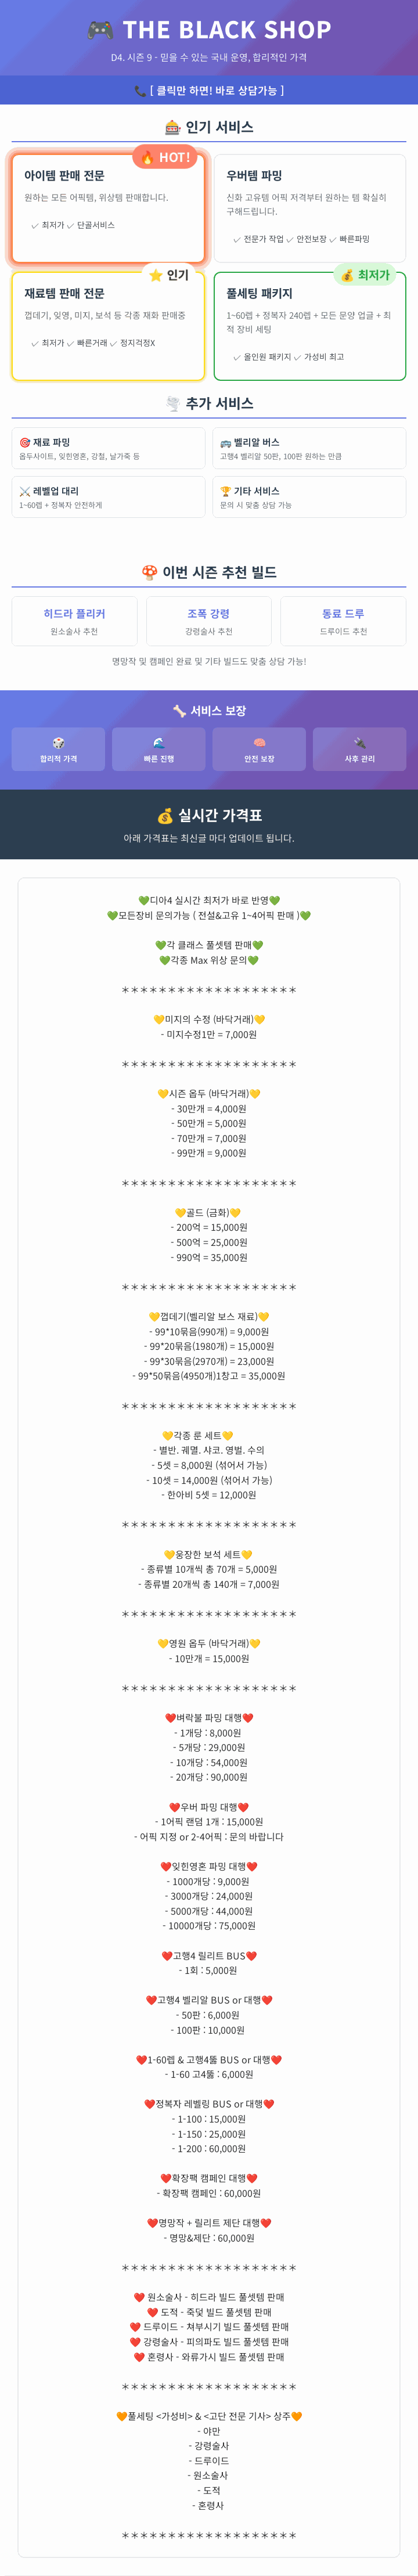 🎮 THE BLACK SHOP
D4. 시즌 9 - 믿을 수 있는 국내 운영, 합리적인 가격
📞 [ 클릭만 하면! 바로 상담가능 ]
🎰 인기 서비스
🔥 HOT!
아이템 판매 전문
원하는 모든 어픽템, 위상템 판매합니다.
✅ 최저가 ✅ 단골서비스
우버템 파밍
신화 고유템 어픽 저격부터 원하는 템 확실히
구해드립니다.
✅ 전문가 작업 ✅ 안전보장 ✅ 빠른파밍
⭐ 인기
재료템 판매 전문
껍데기, 잊영, 미지, 보석 등 각종 재화 판매중
✅ 최저가 ✅ 빠른거래 ✅ 정지걱정X
💰 최저가
풀세팅 패키지
1~60렙 + 정복자 240렙 + 모든 문양 업글 + 최
적 장비 세팅
✅ 올인원 패키지 ✅ 가성비 최고
🌪️ 추가 서비스
🎯 재료 파밍
옵두사이트, 잊힌영혼, 강철, 날가죽 등
🚌 벨리알 버스
고행4 벨리알 50판, 100판 원하는 만큼
⚔️ 레벨업 대리
1~60렙 + 정복자 안전하게
🏆 기타 서비스
문의 시 맞춤 상담 가능
🍄 이번 시즌 추천 빌드
히드라 플리커
원소술사 추천
조폭 강령
강령술사 추천
동료 드루
드루이드 추천
명망작 및 캠페인 완료 및 기타 빌드도 맞춤 상담 가능!
🦴 서비스 보장
🎲
합리적 가격
🌊
빠른 진행
🧠
안전 보장
🔌
사후 관리
💰 실시간 가격표
아래 가격표는 최신글 마다 업데이트 됩니다.
💚디아4 실시간 최저가 바로 반영💚
💚모든장비 문의가능 ( 전설&고유 1~4어픽 판매 )💚
💚각 클래스 풀셋템 판매💚
💚각종 Max 위상 문의💚
＊＊＊＊＊＊＊＊＊＊＊＊＊＊＊＊＊＊＊
💛미지의 수정 (바닥거래)💛
- 미지수정1만 = 7,000원
＊＊＊＊＊＊＊＊＊＊＊＊＊＊＊＊＊＊＊
💛시즌 옵두 (바닥거래)💛
- 30만개 = 4,000원
- 50만개 = 5,000원
- 70만개 = 7,000원
- 99만개 = 9,000원
＊＊＊＊＊＊＊＊＊＊＊＊＊＊＊＊＊＊＊
💛골드 (금화)💛
- 200억 = 15,000원
- 500억 = 25,000원
- 990억 = 35,000원
＊＊＊＊＊＊＊＊＊＊＊＊＊＊＊＊＊＊＊
💛껍데기(벨리알 보스 재료)💛
- 99*10묶음(990개) = 9,000원
- 99*20묶음(1980개) = 15,000원
- 99*30묶음(2970개) = 23,000원
- 99*50묶음(4950개)1창고 = 35,000원
＊＊＊＊＊＊＊＊＊＊＊＊＊＊＊＊＊＊＊
💛각종 룬 세트💛
- 별반. 궤멸. 샤코. 영벌. 수의
- 5셋 = 8,000원 (섞어서 가능)
- 10셋 = 14,000원 (섞어서 가능)
- 한아비 5셋 = 12,000원
＊＊＊＊＊＊＊＊＊＊＊＊＊＊＊＊＊＊＊
💛웅장한 보석 세트💛
- 종류별 10개씩 총 70개 = 5,000원
- 종류별 20개씩 총 140개 = 7,000원
＊＊＊＊＊＊＊＊＊＊＊＊＊＊＊＊＊＊＊
💛영원 옵두 (바닥거래)💛
- 10만개 = 15,000원
＊＊＊＊＊＊＊＊＊＊＊＊＊＊＊＊＊＊＊
❤️벼락불 파밍 대행❤️
- 1개당 : 8,000원
- 5개당 : 29,000원
- 10개당 : 54,000원
- 20개당 : 90,000원
❤️우버 파밍 대행❤️
- 1어픽 랜덤 1개 : 15,000원
- 어픽 지정 or 2-4어픽 : 문의 바랍니다
❤️잊힌영혼 파밍 대행❤️
- 1000개당 : 9,000원
- 3000개당 : 24,000원
- 5000개당 : 44,000원
- 10000개당 : 75,000원
❤️고행4 릴리트 BUS❤️
- 1회 : 5,000원
❤️고행4 벨리알 BUS or 대행❤️
- 50판 : 6,000원
- 100판 : 10,000원
❤️1-60렙 & 고행4뚫 BUS or 대행❤️
- 1-60 고4뚫 : 6,000원
❤️정복자 레벨링 BUS or 대행❤️
- 1-100 : 15,000원
- 1-150 : 25,000원
- 1-200 : 60,000원
❤️확장팩 캠페인 대행❤️
- 확장팩 캠페인 : 60,000원
❤️명망작 + 릴리트 제단 대행❤️
- 명망&제단 : 60,000원
＊＊＊＊＊＊＊＊＊＊＊＊＊＊＊＊＊＊＊
❤️ 원소술사 - 히드라 빌드 풀셋템 판매
❤️ 도적 - 죽덫 빌드 풀셋템 판매
❤️ 드루이드 - 쳐부시기 빌드 풀셋템 판매
❤️ 강령술사 - 피의파도 빌드 풀셋템 판매
❤️ 혼령사 - 와류가시 빌드 풀셋템 판매
＊＊＊＊＊＊＊＊＊＊＊＊＊＊＊＊＊＊＊
🧡풀세팅 <가성비> & <고단 전문 기사> 상주🧡
- 야만
- 강령술사
- 드루이드
- 원소술사
- 도적
- 혼령사
＊＊＊＊＊＊＊＊＊＊＊＊＊＊＊＊＊＊＊